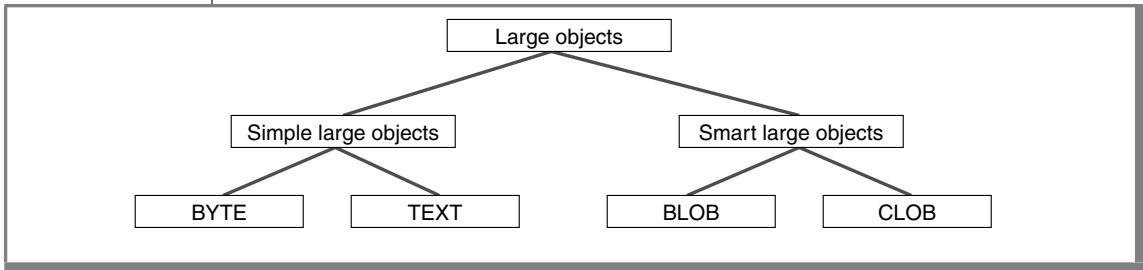 Large objects
Simple large objects
Smart large objects
BYTE
TEXT
BLOB
CLOB